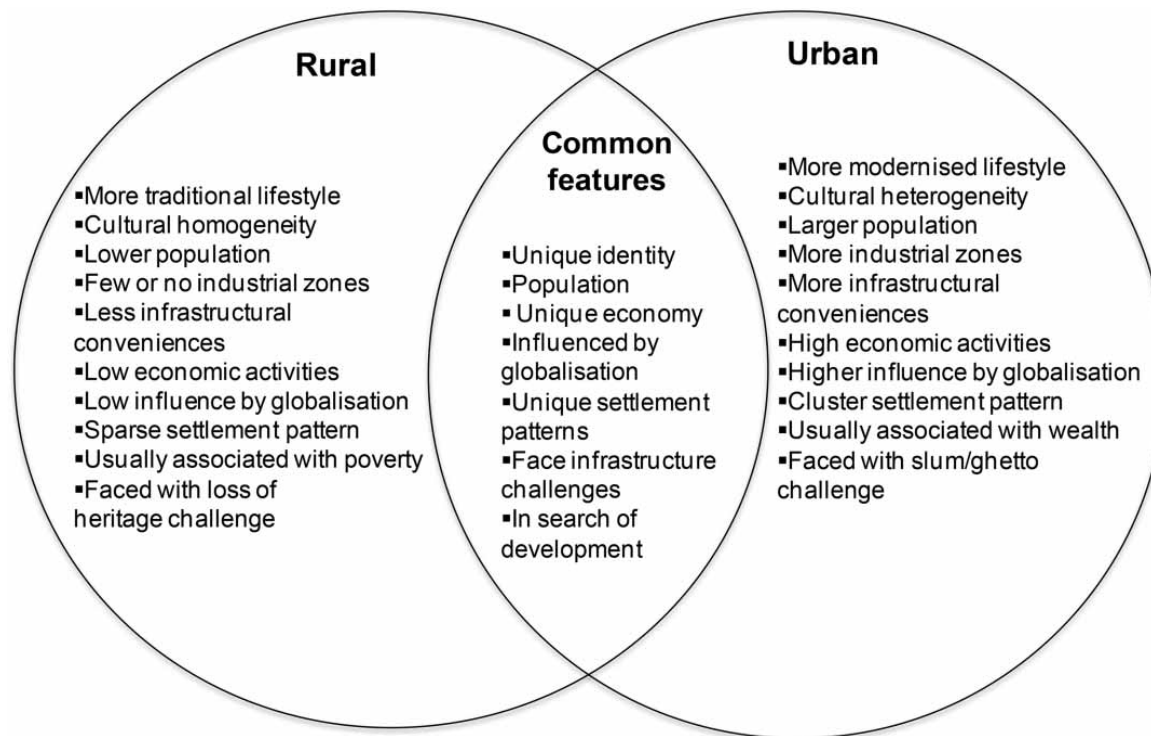 Rural
▪More traditional lifestyle
▪Cultural homogeneity
▪Lower population
▪Few or no industrial zones
▪Less infrastructural
conveniences
▪Low economic activities
▪Low influence by globalisation
▪Sparse settlement pattern
▪Usually associated with poverty
▪Faced with loss of
heritage challenge
Common
features
▪Unique identity
▪Population
▪ Unique economy
▪Influenced by
globalisation
▪Unique settlement
patterns
▪Face infrastructure
challenges
▪In search of
development
Urban
▪More modernised lifestyle
▪Cultural heterogeneity
▪Larger population
▪More industrial zones
▪More infrastructural
conveniences
▪High economic activities
▪Higher influence by globalisation
▪Cluster settlement pattern
▪Usually associated with wealth
▪Faced with slum/ghetto
challenge